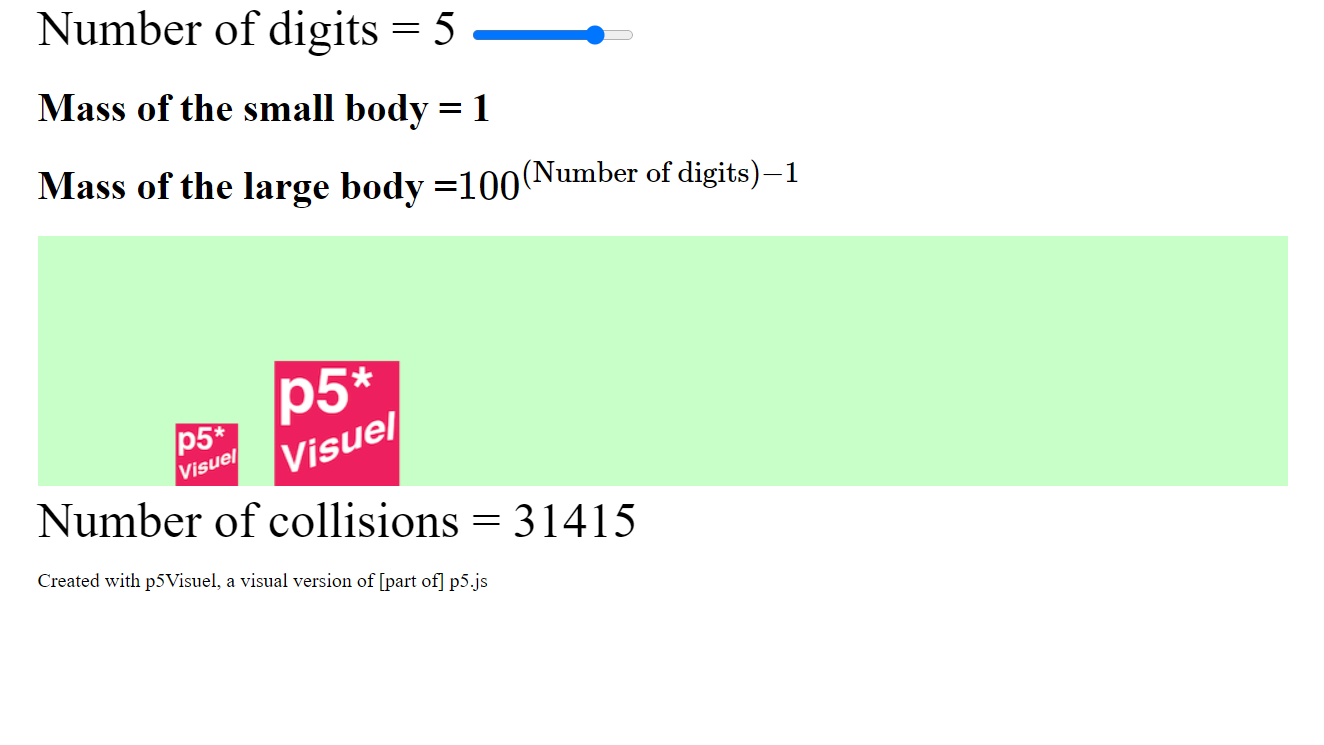 Number of digits = 5
Mass of the small body = 1
Mass of the large body =100^(Number of digits)−1
p5*
Visuel
p5*
Visuel
Number of collisions = 31415
Created with p5Visuel, a visual version of [part of] p5.js